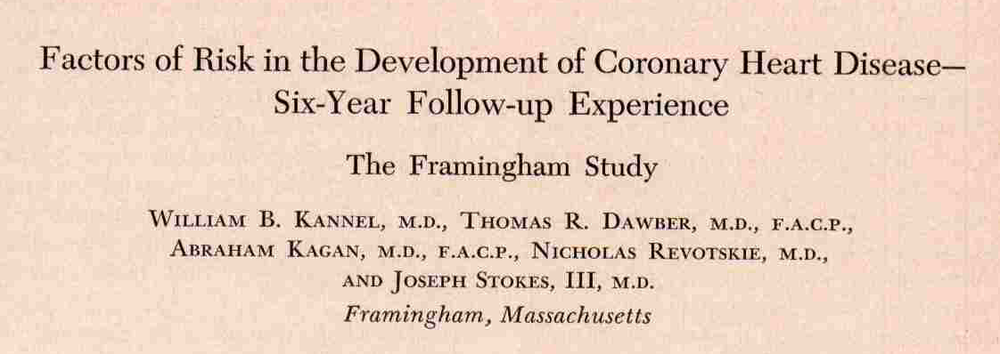 Factors of Risk in the Development of Coronary Heart Disease—
Six-Year Follow-up Experience
The Framingham Study
William B. Kannel, M.D., Thomas R. Dawber, M.D., F.A.C.P.,
Abraham Kagan, M.D., F.A.C.P., Nicholas Revotskie, M.D.,
and Joseph Stokes, III, M.D.
Framingham, Massachusetts